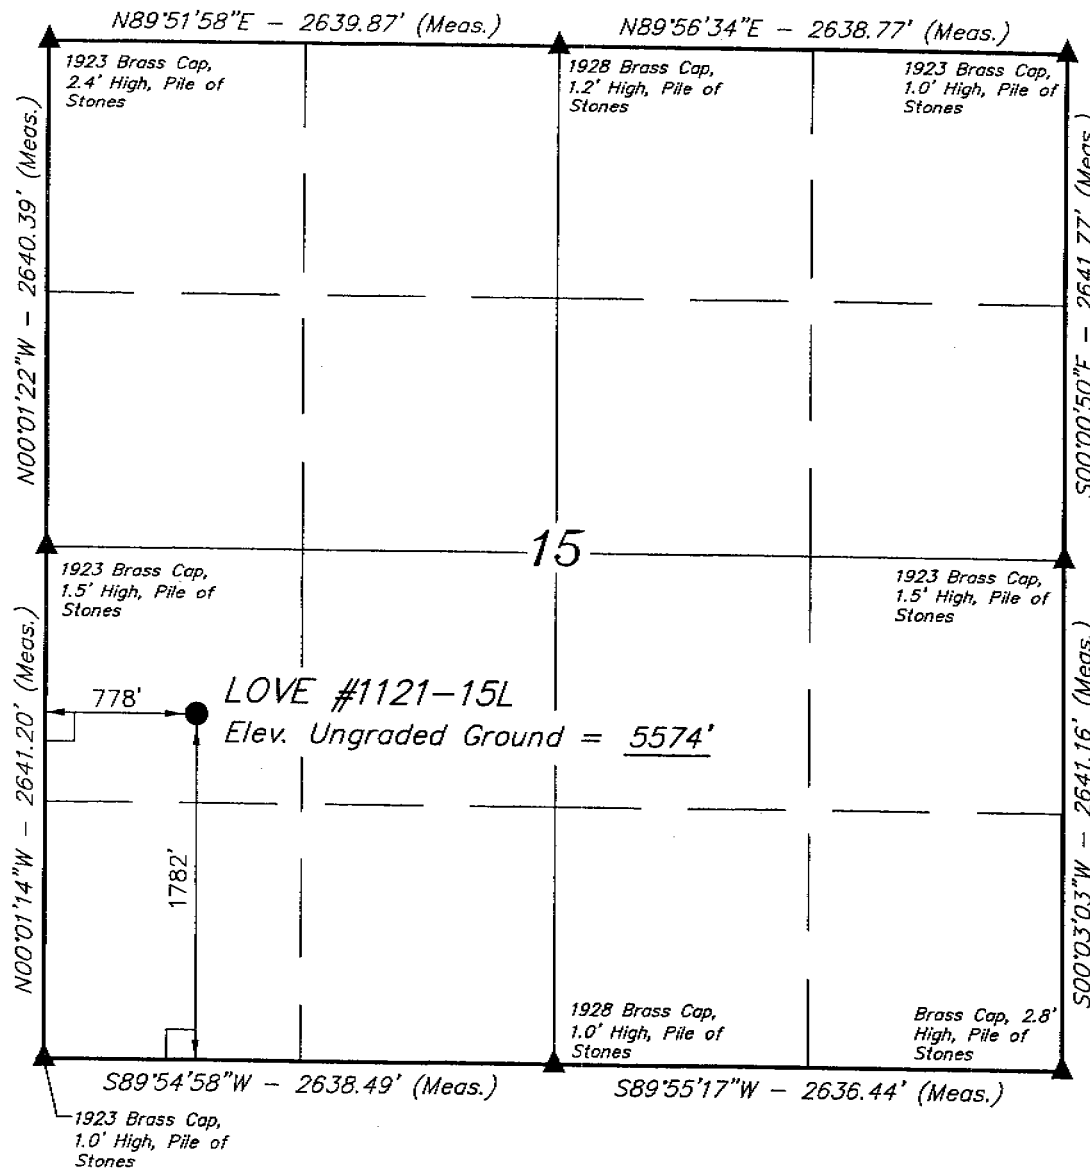 N89°51'58"E - 2639.87' (Meas.)
N89°56'34"E - 2638.77' (Meas.)
1923 Brass Cap,
2.4' High, Pile of
Stones
1928 Brass Cap,
1.2' High, Pile of
Stones
1923 Brass Cap,
1.0' High, Pile of
Stones
N00°01'22"W - 2640.39' (Meas.)
S00°00'50"E - 2641.77' (Meas.)
15
1923 Brass Cap,
1.5' High, Pile of
Stones
1923 Brass Cap,
1.5' High, Pile of
Stones
N00°01'14"W - 2641.20' (Meas.)
S00°03'03"W - 2641.16' (Meas.)
778'
LOVE #1121-15L
Elev. Ungraded Ground = 5574'
1782'
1928 Brass Cap,
1.0' High, Pile of
Stones
Brass Cap, 2.8'
High, Pile of
Stones
S89°54'58"W - 2638.49' (Meas.)
S89°55'17"W - 2636.44' (Meas.)
1923 Brass Cap,
1.0' High, Pile of
Stones